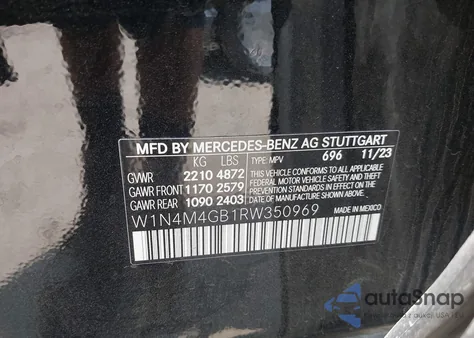 MFD BY MERCEDES-BENZ AG STUTTGART
KG LBS TYPE: MPV 696 11/23
GVWR 2210 4872
GAWR FRONT 1170 2579
GAWR REAR 1090 2403
THIS VEHICLE CONFORMS TO ALL APPLICABLE
FEDERAL MOTOR VEHICLE SAFETY AND
THEFT PREVENTION STANDARDS IN EFFECT
ON THE DATE OF MANUFACTURE SHOWN ABOVE.
W1N4M4GB1RW350969 MADE IN MEXICO
autoSnap